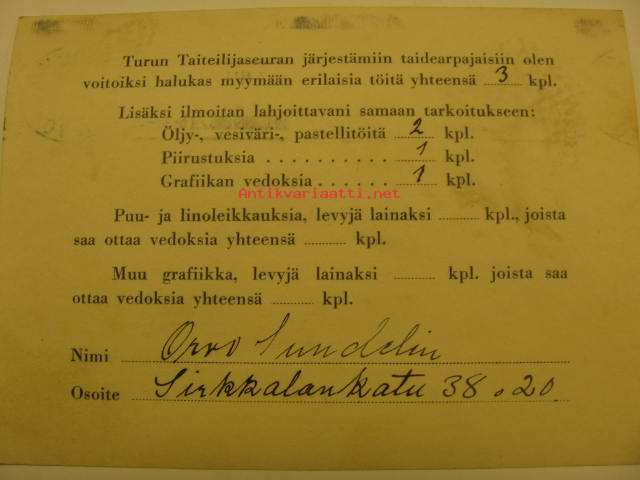 Turun Taiteilijaseuran järjestämiin taidearpajaisiin olen
voitoiksi halukas myymään erilaisia töitä yhteensä 3 kpl.
Lisäksi ilmoitan lahjoittavani samaan tarkoitukseen:
Öljy-, vesiväri-, pastellitöitä 2 kpl.
Piirustuksia . . . . . . . . . . 1 kpl.
Grafiikan vedoksia . . . . . . 1 kpl.
Antikvariaatti.net
Puu- ja linoleikkauksia, levyjä lainaksi ............ kpl., joista
saa ottaa vedoksia yhteensä ............ kpl.
Muu grafiikka, levyjä lainaksi ............ kpl. joista saa
ottaa vedoksia yhteensä ............ kpl.
Nimi Orvo Sundelin
Osoite Sirkkalankatu 38 o 20